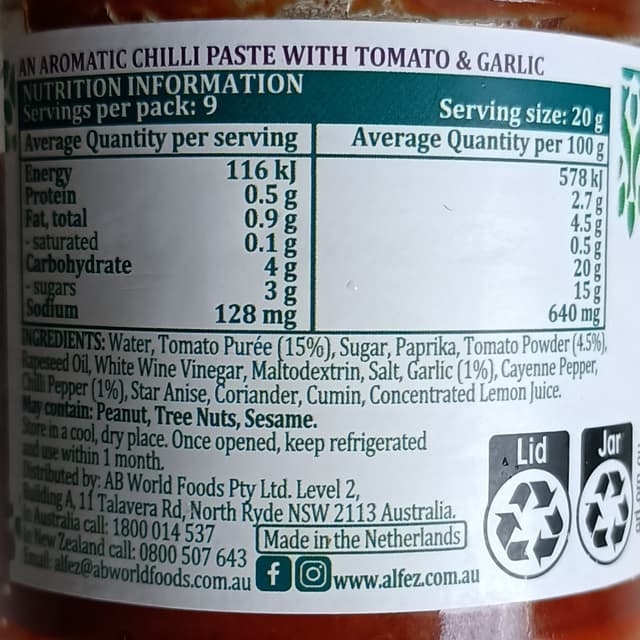 AN AROMATIC CHILLI PASTE WITH TOMATO & GARLIC
NUTRITION INFORMATION
Servings per pack: 9 Serving size: 20 g
Average Quantity per serving Average Quantity per 100 g
Energy 116 kJ 578 kJ
Protein 0.5 g 2.7 g
Fat, total 0.9 g 4.5 g
- saturated 0.1 g 0.5 g
Carbohydrate 4 g 20 g
- sugars 3 g 15 g
Sodium 128 mg 640 mg
INGREDIENTS: Water, Tomato Purée (15%), Sugar, Paprika, Tomato Powder (4.5%),
Rapeseed Oil, White Wine Vinegar, Maltodextrin, Salt, Garlic (1%), Cayenne Pepper,
Chilli Pepper (1%), Star Anise, Coriander, Cumin, Concentrated Lemon Juice.
May contain: Peanut, Tree Nuts, Sesame.
Store in a cool, dry place. Once opened, keep refrigerated
and use within 1 month.
Distributed by: AB World Foods Pty Ltd. Level 2,
Building A, 11 Talavera Rd, North Ryde NSW 2113 Australia.
In Australia call: 1800 014 537
In New Zealand call: 0800 507 643
Made in the Netherlands
Email: alfez@abworldfoods.com.au
www.alfez.com.au
Lid
Jar